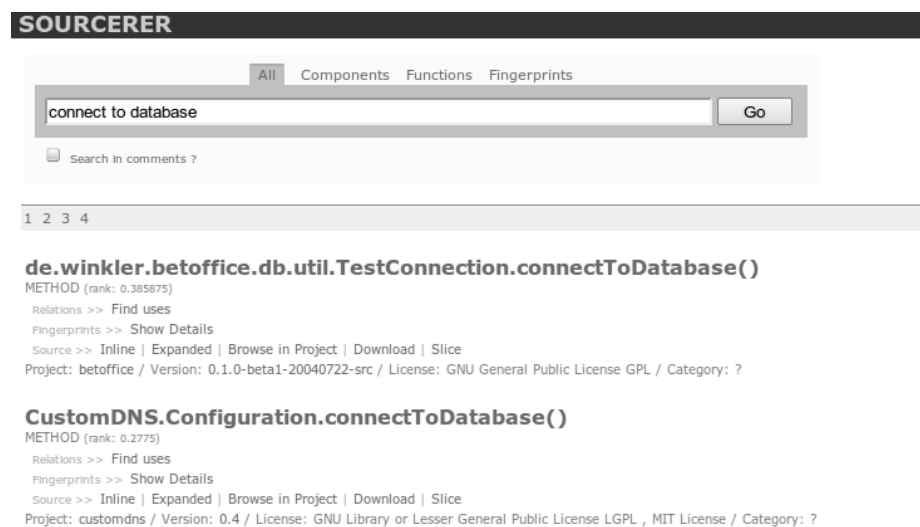 SOURCERER
All Components Functions Fingerprints
connect to database Go
Search in comments ?
1 2 3 4
de.winkler.betoffice.db.util.TestConnection.connectToDatabase()
METHOD (rank: 0.385875)
Relations >> Find uses
Fingerprints >> Show Details
Source >> Inline | Expanded | Browse in Project | Download | Slice
Project: betoffice / Version: 0.1.0-beta1-20040722-src / License: GNU General Public License GPL / Category: ?
CustomDNS.Configuration.connectToDatabase()
METHOD (rank: 0.2775)
Relations >> Find uses
Fingerprints >> Show Details
Source >> Inline | Expanded | Browse in Project | Download | Slice
Project: customdns / Version: 0.4 / License: GNU Library or Lesser General Public License LGPL , MIT License / Category: ?